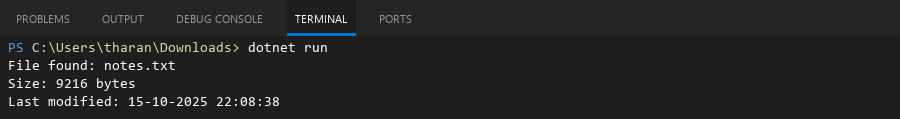 PROBLEMS OUTPUT DEBUG CONSOLE TERMINAL PORTS
PS C:\Users\tharan\Downloads> dotnet run
File found: notes.txt
Size: 9216 bytes
Last modified: 15-10-2025 22:08:38